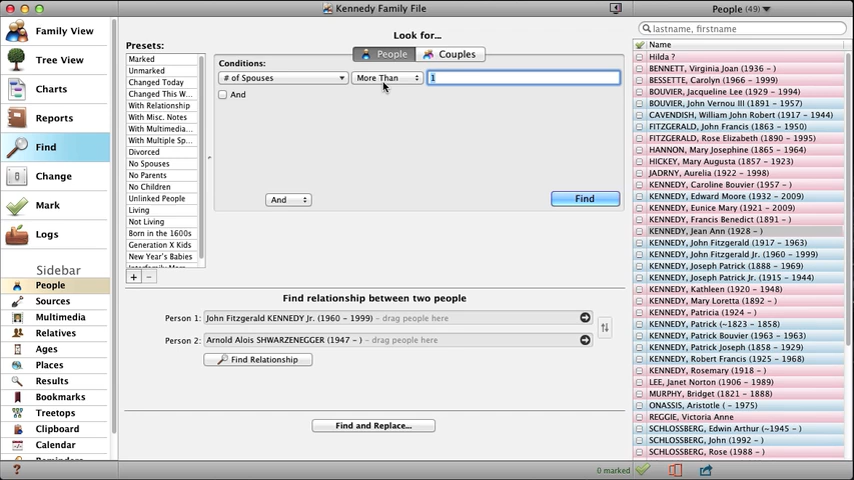 Kennedy Family File
People (49)
Family View
Tree View
Charts
Reports
Find
Change
Mark
Logs
Sidebar
People
Sources
Multimedia
Relatives
Ages
Places
Results
Bookmarks
Treetops
Clipboard
Calendar
Presets:
Marked
Unmarked
Changed Today
Changed This W...
With Relationship
With Misc. Notes
With Multimedia...
With Multiple Sp...
Divorced
No Spouses
No Parents
No Children
Unlinked People
Living
Not Living
Born in the 1600s
Generation X Kids
New Year's Babies
+ −
Look for...
People Couples
Conditions:
# of Spouses More Than 1
And
And Find
Find relationship between two people
Person 1: John Fitzgerald KENNEDY Jr. (1960 - 1999) - drag people here
Person 2: Arnold Alois SHWARZENEGGER (1947 - ) - drag people here
Find Relationship
Find and Replace...
lastname, firstname
Name
Hilda ?
BENNETT, Virginia Joan (1936 - )
BESSETTE, Carolyn (1966 - 1999)
BOUVIER, Jacqueline Lee (1929 - 1994)
BOUVIER, John Vernou III (1891 - 1957)
CAVENDISH, William John Robert (1917 - 1944)
FITZGERALD, John Francis (1863 - 1950)
FITZGERALD, Rose Elizabeth (1890 - 1995)
HANNON, Mary Josephine (1865 - 1964)
HICKEY, Mary Augusta (1857 - 1923)
JADRNY, Aurelia (1922 - 1998)
KENNEDY, Caroline Bouvier (1957 - )
KENNEDY, Edward Moore (1932 - 2009)
KENNEDY, Eunice Mary (1921 - 2009)
KENNEDY, Francis Benedict (1891 - )
KENNEDY, Jean Ann (1928 - )
KENNEDY, John Fitzgerald (1917 - 1963)
KENNEDY, John Fitzgerald Jr. (1960 - 1999)
KENNEDY, Joseph Patrick (1888 - 1969)
KENNEDY, Joseph Patrick Jr. (1915 - 1944)
KENNEDY, Kathleen (1920 - 1948)
KENNEDY, Mary Loretta (1892 - )
KENNEDY, Patricia (1924 - )
KENNEDY, Patrick (~1823 - 1858)
KENNEDY, Patrick Bouvier (1963 - 1963)
KENNEDY, Patrick Joseph (1858 - 1929)
KENNEDY, Robert Francis (1925 - 1968)
KENNEDY, Rosemary (1918 - )
LEE, Janet Norton (1906 - 1989)
MURPHY, Bridget (1821 - 1888)
ONASSIS, Aristotle ( - 1975)
REGGIE, Victoria Anne
SCHLOSSBERG, Edwin Arthur (~1945 - )
SCHLOSSBERG, John (1992 - )
SCHLOSSBERG, Rose (1988 - )
? 0 marked